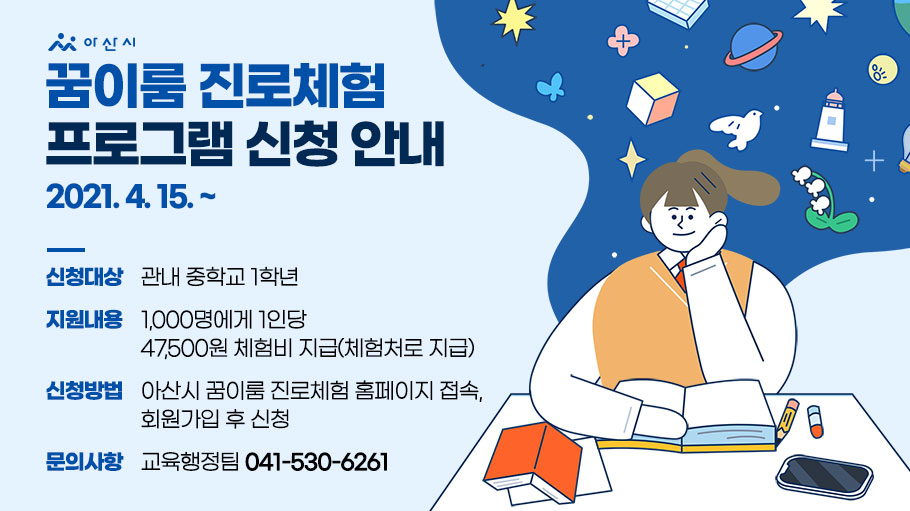 아산시
꿈이룸 진로체험
프로그램 신청 안내
2021. 4. 15. ~
신청대상 관내 중학교 1학년
지원내용 1,000명에게 1인당
47,500원 체험비 지급(체험처로 지급)
신청방법 아산시 꿈이룸 진로체험 홈페이지 접속,
회원가입 후 신청
문의사항 교육행정팀 041-530-6261